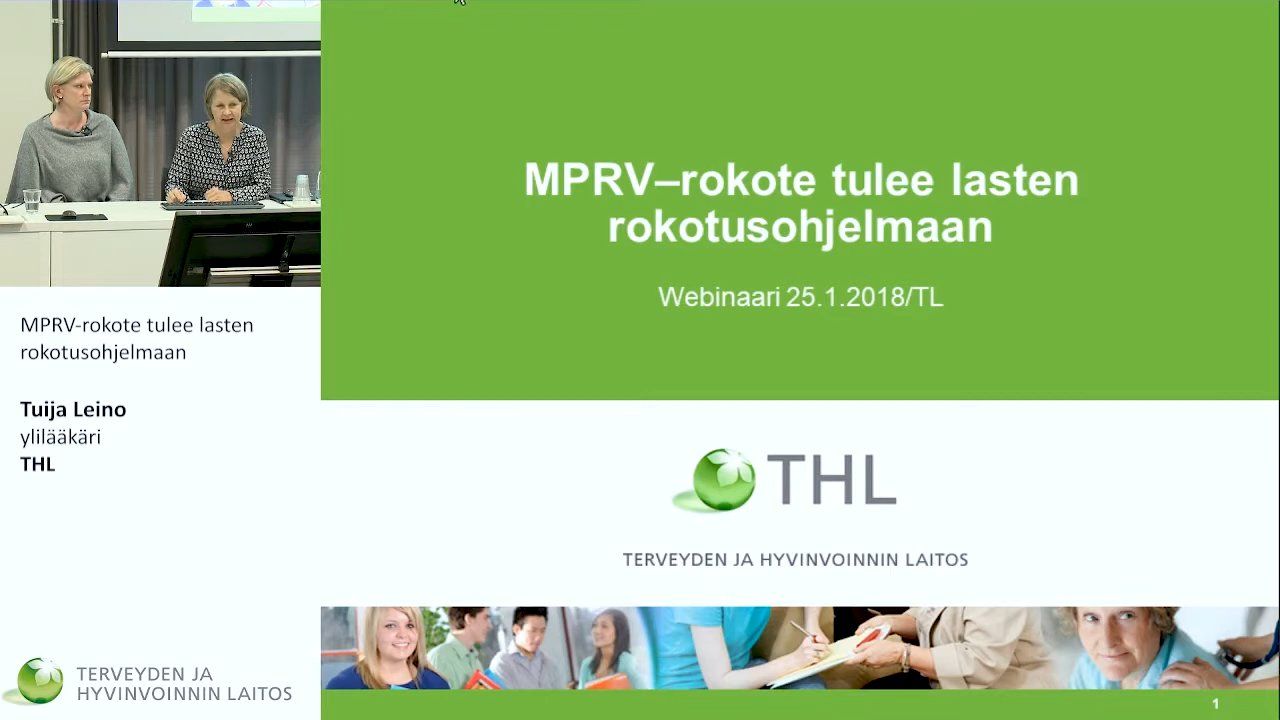 MPRV–rokote tulee lasten
rokotusohjelmaan
Webinaari 25.1.2018/TL
MPRV-rokote tulee lasten
rokotusohjelmaan
Tuija Leino
ylilääkäri
THL
THL
TERVEYDEN JA HYVINVOINNIN LAITOS
TERVEYDEN JA
HYVINVOINNIN LAITOS
1